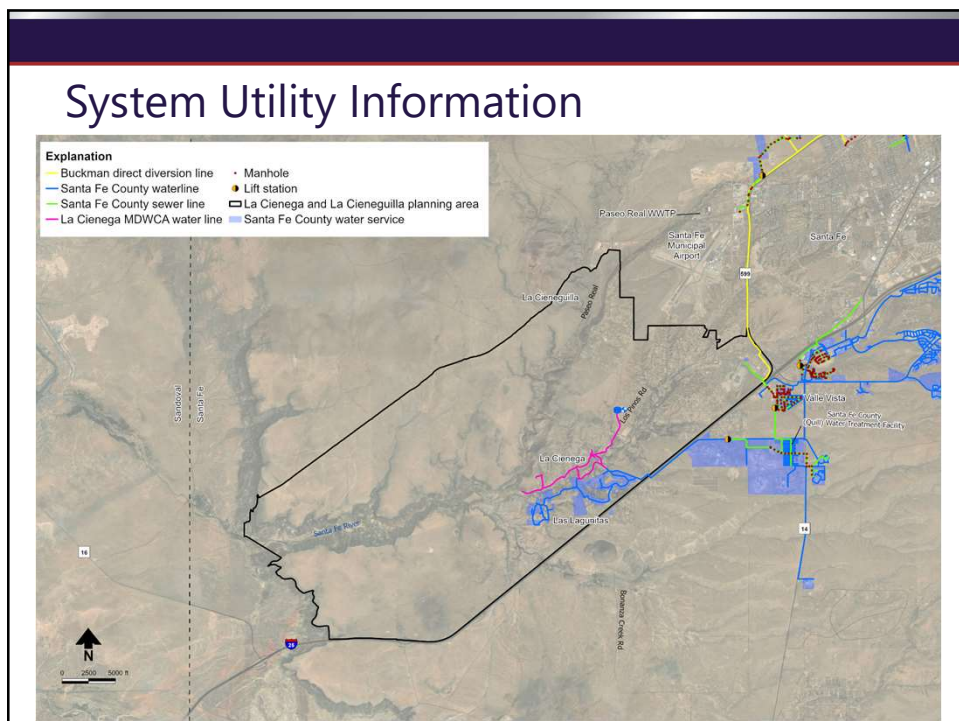 System Utility Information
Explanation
Buckman direct diversion line
Santa Fe County waterline
Santa Fe County sewer line
La Cienega MDWCA water line
Manhole
Lift station
La Cienega and La Cieneguilla planning area
Santa Fe County water service
Paseo Real WWTP
Santa Fe
Municipal
Airport
Santa Fe
599
La Cieneguilla
Paseo Real
Sandoval
Santa Fe
Los Pinos Rd
Valle Vista
Santa Fe County
(Quill) Water Treatment Facility
La Cienega
Las Lagunitas
Santa Fe River
14
16
Bonanza Creek Rd
25
N
0 2500 5000 ft